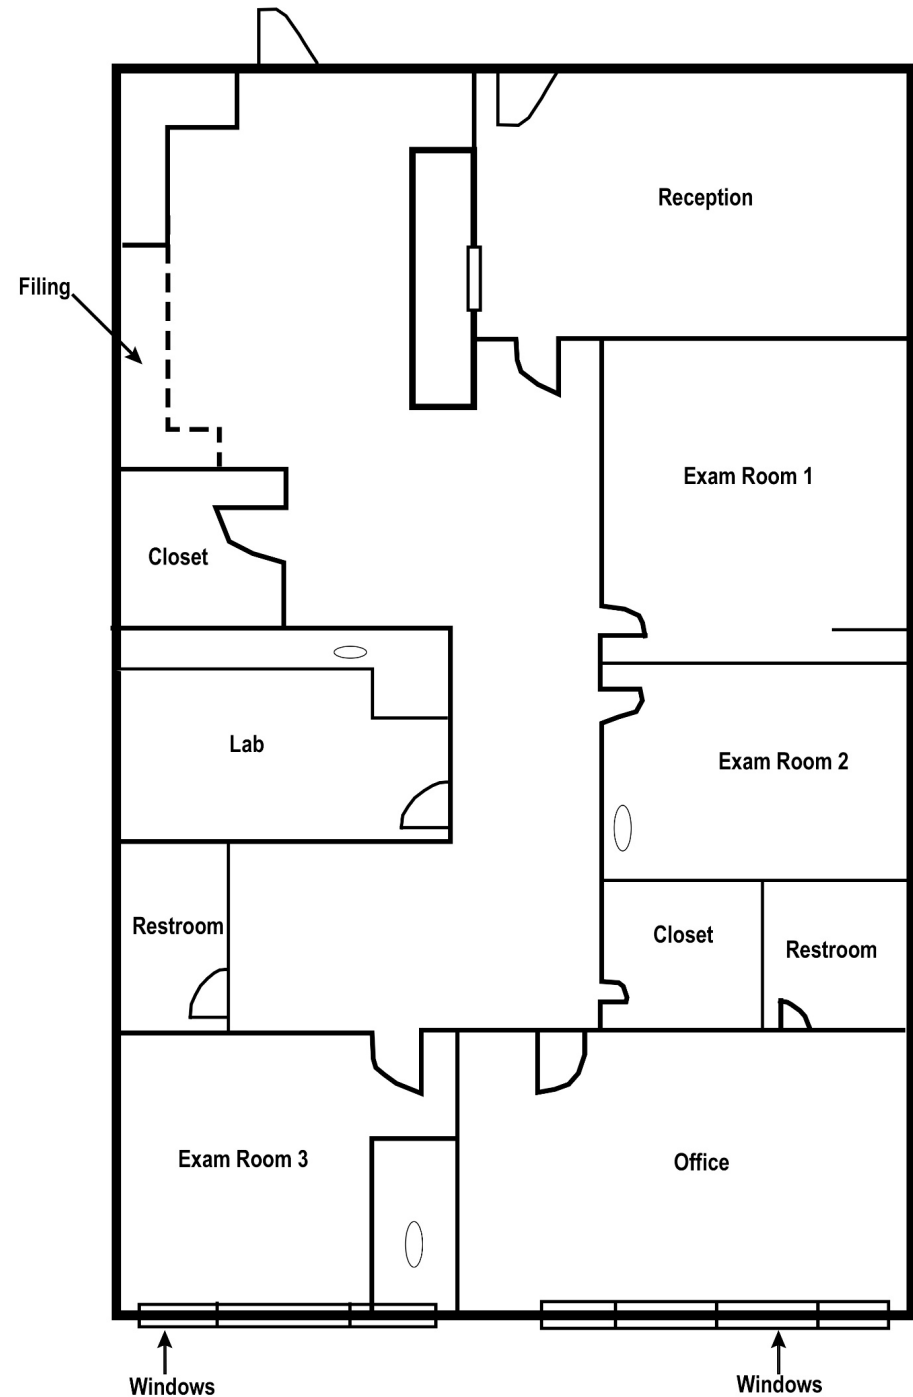 Reception
Filing
Exam Room 1
Closet
Lab
Exam Room 2
Restroom
Closet
Restroom
Exam Room 3
Office
Windows
Windows